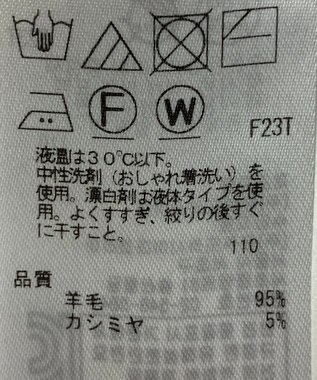 F W F23T
液温は30℃以下。
中性洗剤（おしゃれ着洗い）を
使用。漂白剤は液体タイプを使
用。よくすすぎ、絞りの後すぐ
に干すこと。
110
品質
羊毛 95%
カシミヤ 5%